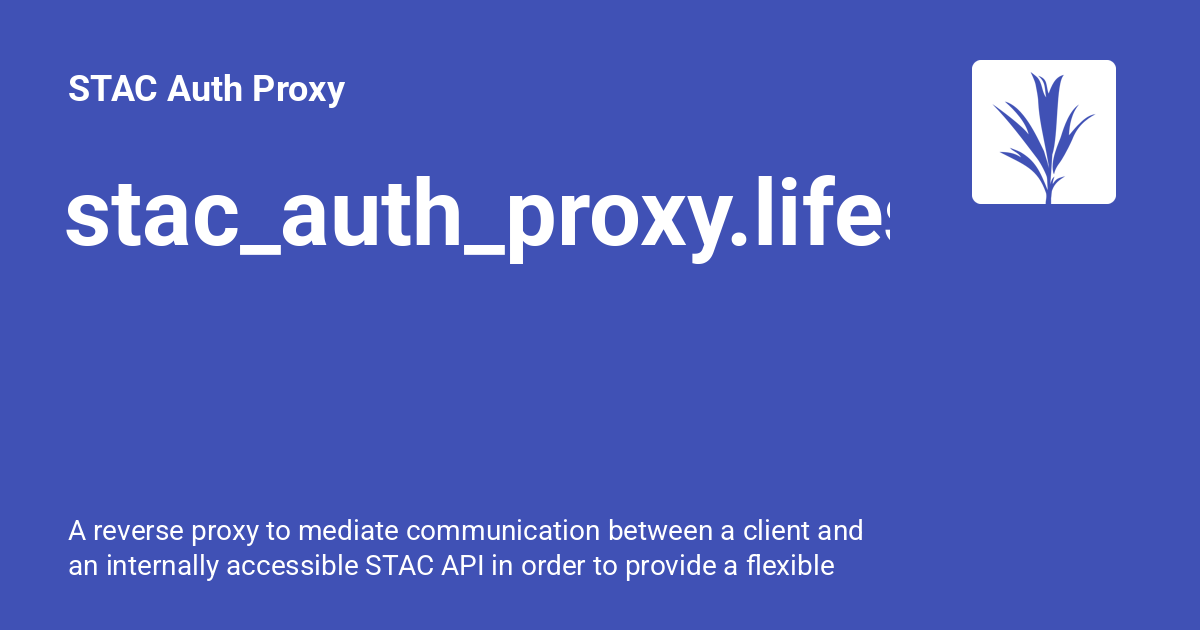 STAC Auth Proxy
stac_auth_proxy.lifes
A reverse proxy to mediate communication between a client and
an internally accessible STAC API in order to provide a flexible